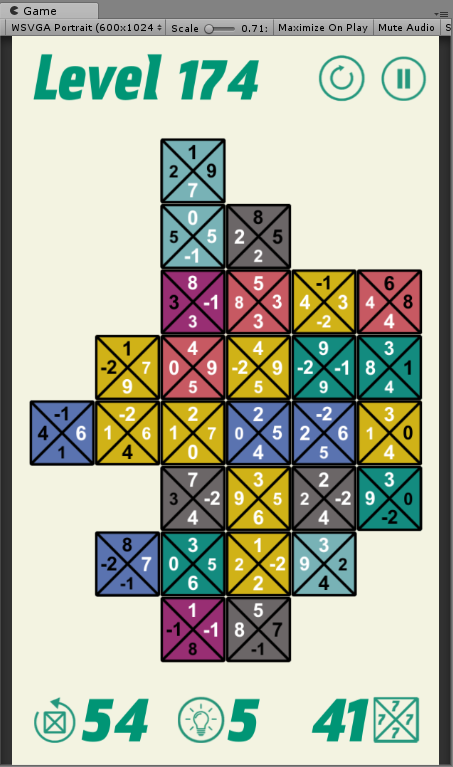 Game
WSVGA Portrait (600x1024 Scale 0.71: Maximize On Play Mute Audio S
Level 174
1
2 9
7
0 8
5 5 2 5
-1 2
8 5 -1 6
3 -1 8 3 4 3 4 8
3 3 -2 4
1 4 4 9 3
-2 7 0 9 -2 9 -2 -1 8 1
9 5 5 9 4
-1 -2 2 2 -2 3
4 6 1 6 1 7 0 5 2 6 1 0
1 4 0 4 5 4
7 3 2 3
3 -2 9 5 2 -2 9 0
4 6 4 -2
8 3 1 3
-2 7 0 5 2 -2 9 2
-1 6 2 4
1 5
-1 -1 8 7
8 -1
54 5 41 7 7 7 7